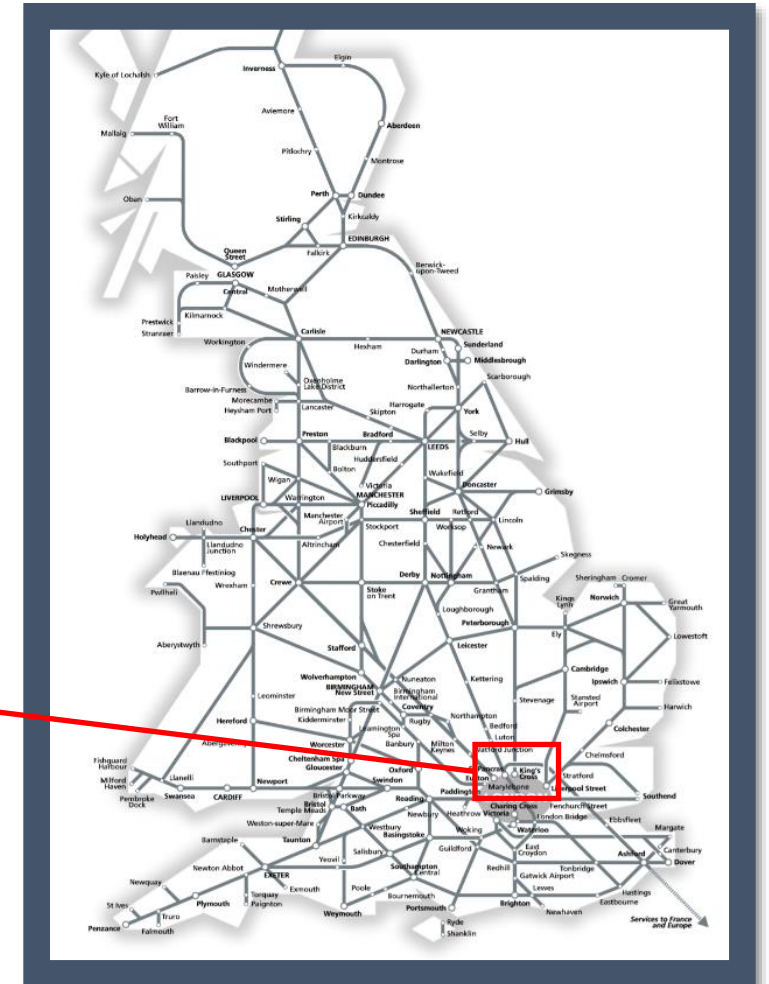 Elgin
Inverness
Kyle of Lochalsh
Aviemore
Fort
William
Mallaig
Aberdeen
Pitlochry
Montrose
Perth
Dundee
Oban
Stirling
Kirkcaldy
EDINBURGH
Queen
Street
Falkirk
Berwick-
upon-Tweed
Paisley
GLASGOW
Central
Motherwell
Prestwick
Stranraer
Kilmarnock
Carlisle
NEWCASTLE
Workington
Hexham
Durham
Sunderland
Darlington
Middlesbrough
Windermere
Scarborough
Oxenholme
Lake District
Northallerton
Barrow-in-Furness
Morecambe
Heysham Port
Lancaster
Harrogate
Skipton
York
Blackpool
Preston
Bradford
Selby
Blackburn
LEEDS
Hull
Huddersfield
Southport
Bolton
Wakefield
Wigan
Victoria
Doncaster
MANCHESTER
Piccadilly
Grimsby
LIVERPOOL
Warrington
Manchester
Airport
Sheffield
Retford
Lincoln
Llandudno
Chester
Stockport
Worksop
Holyhead
Llandudno
Junction
Altrincham
Chesterfield
Newark
Skegness
Blaenau Ffestiniog
Wrexham
Crewe
Derby
Nottingham
Spalding
Sheringham
Cromer
Pwllheli
Stoke
on Trent
Grantham
Kings
Lynn
Norwich
Great
Yarmouth
Loughborough
Peterborough
Shrewsbury
Ely
Lowestoft
Aberystwyth
Stafford
Leicester
Wolverhampton
Nuneaton
Kettering
Cambridge
BIRMINGHAM
New Street
Birmingham
International
Ipswich
Felixstowe
Leominster
Coventry
Stevenage
Stansted
Airport
Birmingham Moor Street
Rugby
Northampton
Harwich
Kidderminster
Hereford
Leamington
Spa
Bedford
Colchester
Worcester
Banbury
Milton
Keynes
Luton
Abergavenny
Watford Junction
Chelmsford
Cheltenham Spa
Gloucester
St Pancras
King's
Cross
Fishguard
Harbour
Oxford
Euston
Stratford
Milford
Haven
Llanelli
Newport
Swindon
Paddington
Marylebone
Liverpool Street
Pembroke
Dock
Swansea
CARDIFF
Bristol Parkway
Reading
Southend
Bristol
Temple Meads
Bath
Charing Cross
Fenchurch Street
Newbury
Heathrow
Victoria
London Bridge
Ebbsfleet
Weston-super-Mare
Westbury
Basingstoke
Woking
Waterloo
Margate
Barnstaple
Taunton
Guildford
East
Croydon
Canterbury
Yeovil
Salisbury
Ashford
Dover
Newton Abbot
Southampton
Central
Redhill
Tonbridge
Gatwick Airport
EXETER
Newquay
Exmouth
Poole
Lewes
Hastings
Torquay
Paignton
Bournemouth
Eastbourne
St Ives
Plymouth
Portsmouth
Brighton
Newhaven
Truro
Weymouth
Penzance
Falmouth
Ryde
Shanklin
Services to France
and Europe